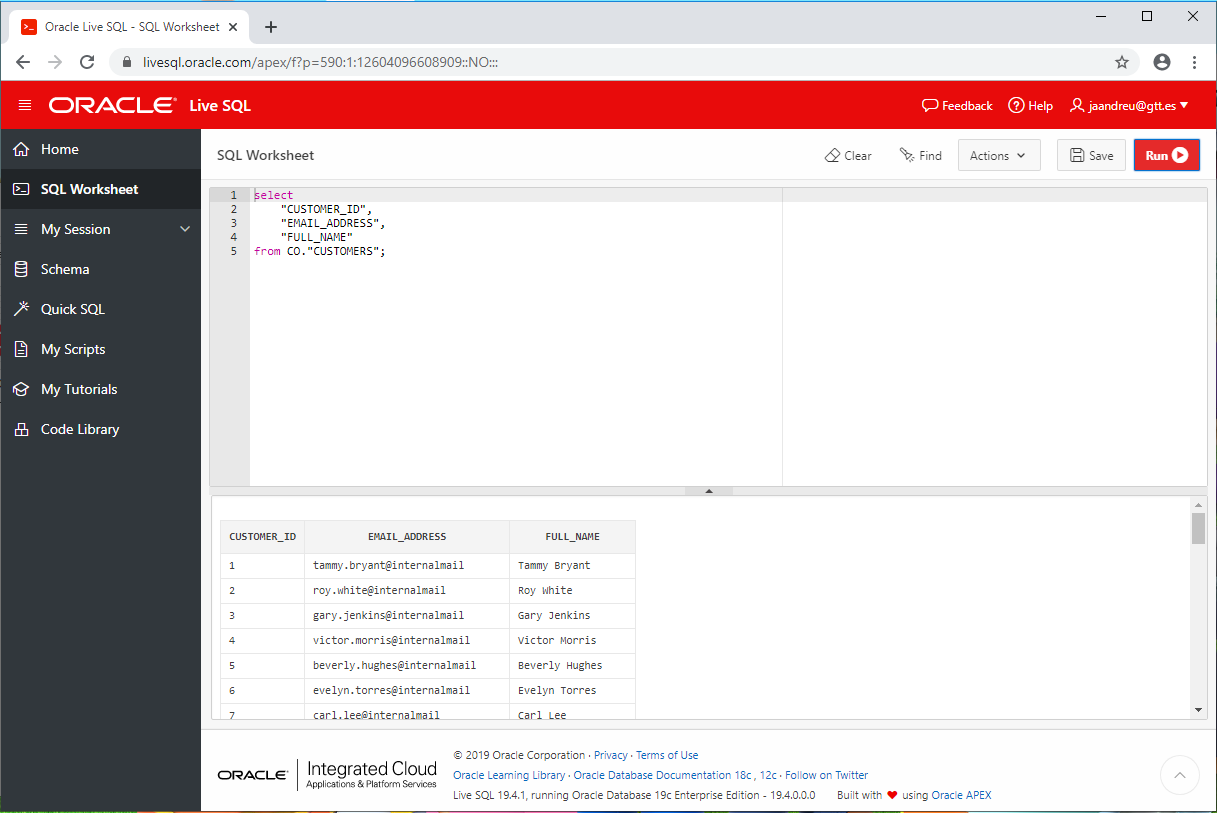 Oracle Live SQL - SQL Worksheet
livesql.oracle.com/apex/f?p=590:1:12604096608909::NO:::
ORACLE® Live SQL
Feedback Help jaandreu@gtt.es
Home
SQL Worksheet
My Session
Schema
Quick SQL
My Scripts
My Tutorials
Code Library
SQL Worksheet
Clear Find Actions Save Run
1 select
2 "CUSTOMER_ID",
3 "EMAIL_ADDRESS",
4 "FULL_NAME"
5 from CO."CUSTOMERS";
CUSTOMER_ID EMAIL_ADDRESS FULL_NAME
1 tammy.bryant@internalmail Tammy Bryant
2 roy.white@internalmail Roy White
3 gary.jenkins@internalmail Gary Jenkins
4 victor.morris@internalmail Victor Morris
5 beverly.hughes@internalmail Beverly Hughes
6 evelyn.torres@internalmail Evelyn Torres
7 carl.lee@internalmail Carl Lee
ORACLE®
Integrated Cloud
Applications & Platform Services
© 2019 Oracle Corporation · Privacy · Terms of Use
Oracle Learning Library · Oracle Database Documentation 18c , 12c · Follow on Twitter
Live SQL 19.4.1, running Oracle Database 19c Enterprise Edition - 19.4.0.0.0 Built with ♥ using Oracle APEX